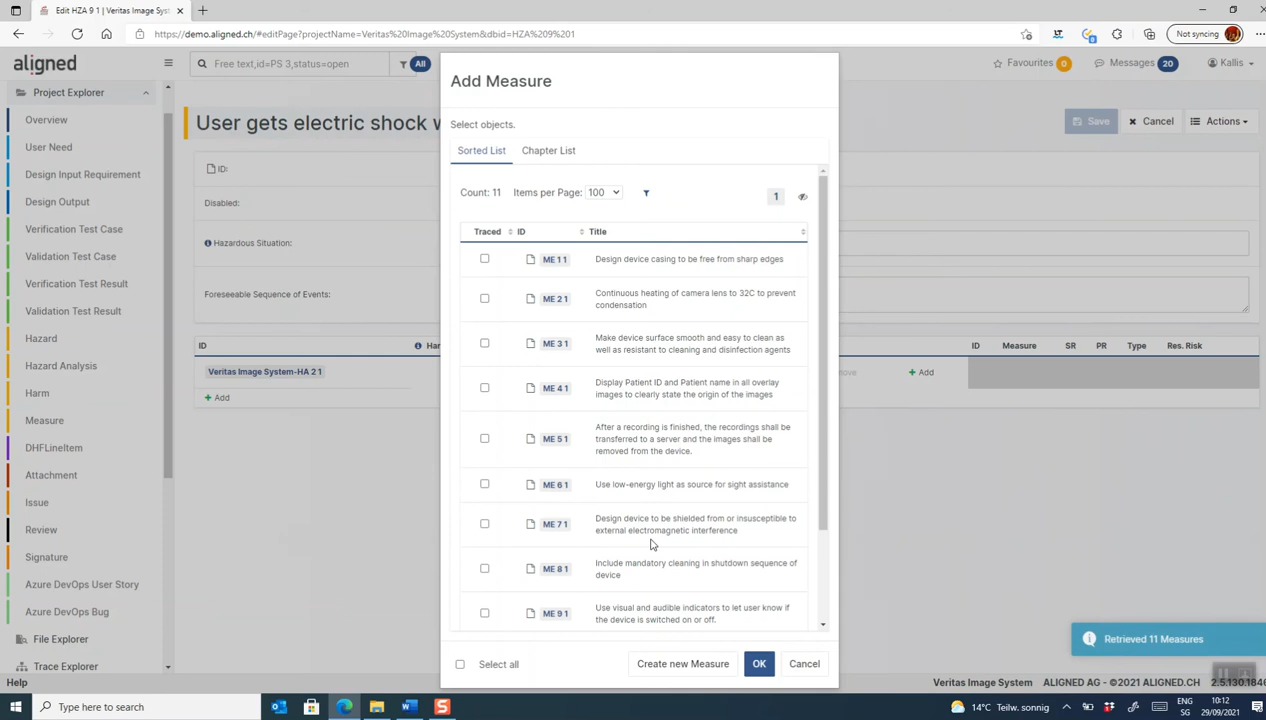 Edit HZA 9 1 | Veritas Image Sys
https://demo.aligned.ch/#editPage?projectName=Veritas%20Image%20System&dbid=HZA%209%201
Not syncing
aligned
Free text,id=PS 3,status=open
All
Favourites 0
Messages 20
Kallis
Project Explorer
Overview
User Need
Design Input Requirement
Design Output
Verification Test Case
Validation Test Case
Verification Test Result
Validation Test Result
Hazard
Hazard Analysis
Harm
Measure
DHFLineItem
Attachment
Issue
Review
Signature
Azure DevOps User Story
Azure DevOps Bug
File Explorer
Trace Explorer
Help
User gets electric shock
Save
Cancel
Actions
ID:
Disabled:
Hazardous Situation:
Foreseeable Sequence of Events:
ID
Har
ID Measure SR PR Type Res. Risk
Veritas Image System-HA 2 1
Add
Add
Add Measure
Select objects.
Sorted List
Chapter List
Count: 11
Items per Page: 100
1
Traced ID Title
ME 1 1 Design device casing to be free from sharp edges
ME 2 1 Continuous heating of camera lens to 32C to prevent
condensation
ME 3 1 Make device surface smooth and easy to clean as
well as resistant to cleaning and disinfection agents
ME 4 1 Display Patient ID and Patient name in all overlay
images to clearly state the origin of the images
After a recording is finished, the recordings shall be
ME 5 1 transferred to a server and the images shall be
removed from the device.
ME 6 1 Use low-energy light as source for sight assistance
ME 7 1 Design device to be shielded from or insusceptible to
external electromagnetic interference
ME 8 1 Include mandatory cleaning in shutdown sequence of
device
ME 9 1 Use visual and audible indicators to let user know if
the device is switched on or off.
Select all
Create new Measure
OK
Cancel
Retrieved 11 Measures
Veritas Image System ALIGNED AG - ©2021 ALIGNED.CH 2.5.130.1846
Type here to search
14°C Teilw. sonnig
ENG
SG
10:12
29/09/2021